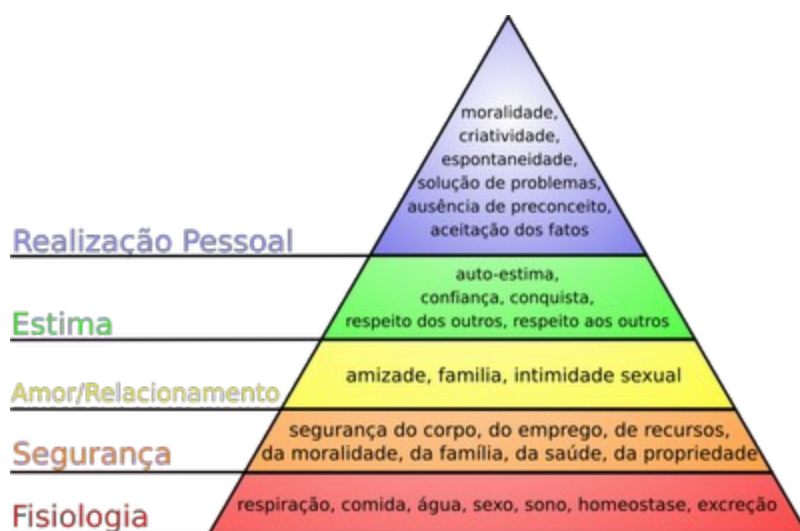 moralidade,
criatividade,
espontaneidade,
solução de problemas,
ausência de preconceito,
aceitação dos fatos
Realização Pessoal
auto-estima,
confiança, conquista,
respeito dos outros, respeito aos outros
Estima
amizade, familia, intimidade sexual
Amor/Relacionamento
segurança do corpo, do emprego, de recursos,
da moralidade, da família, da saúde, da propriedade
Segurança
respiração, comida, água, sexo, sono, homeostase, excreção
Fisiologia